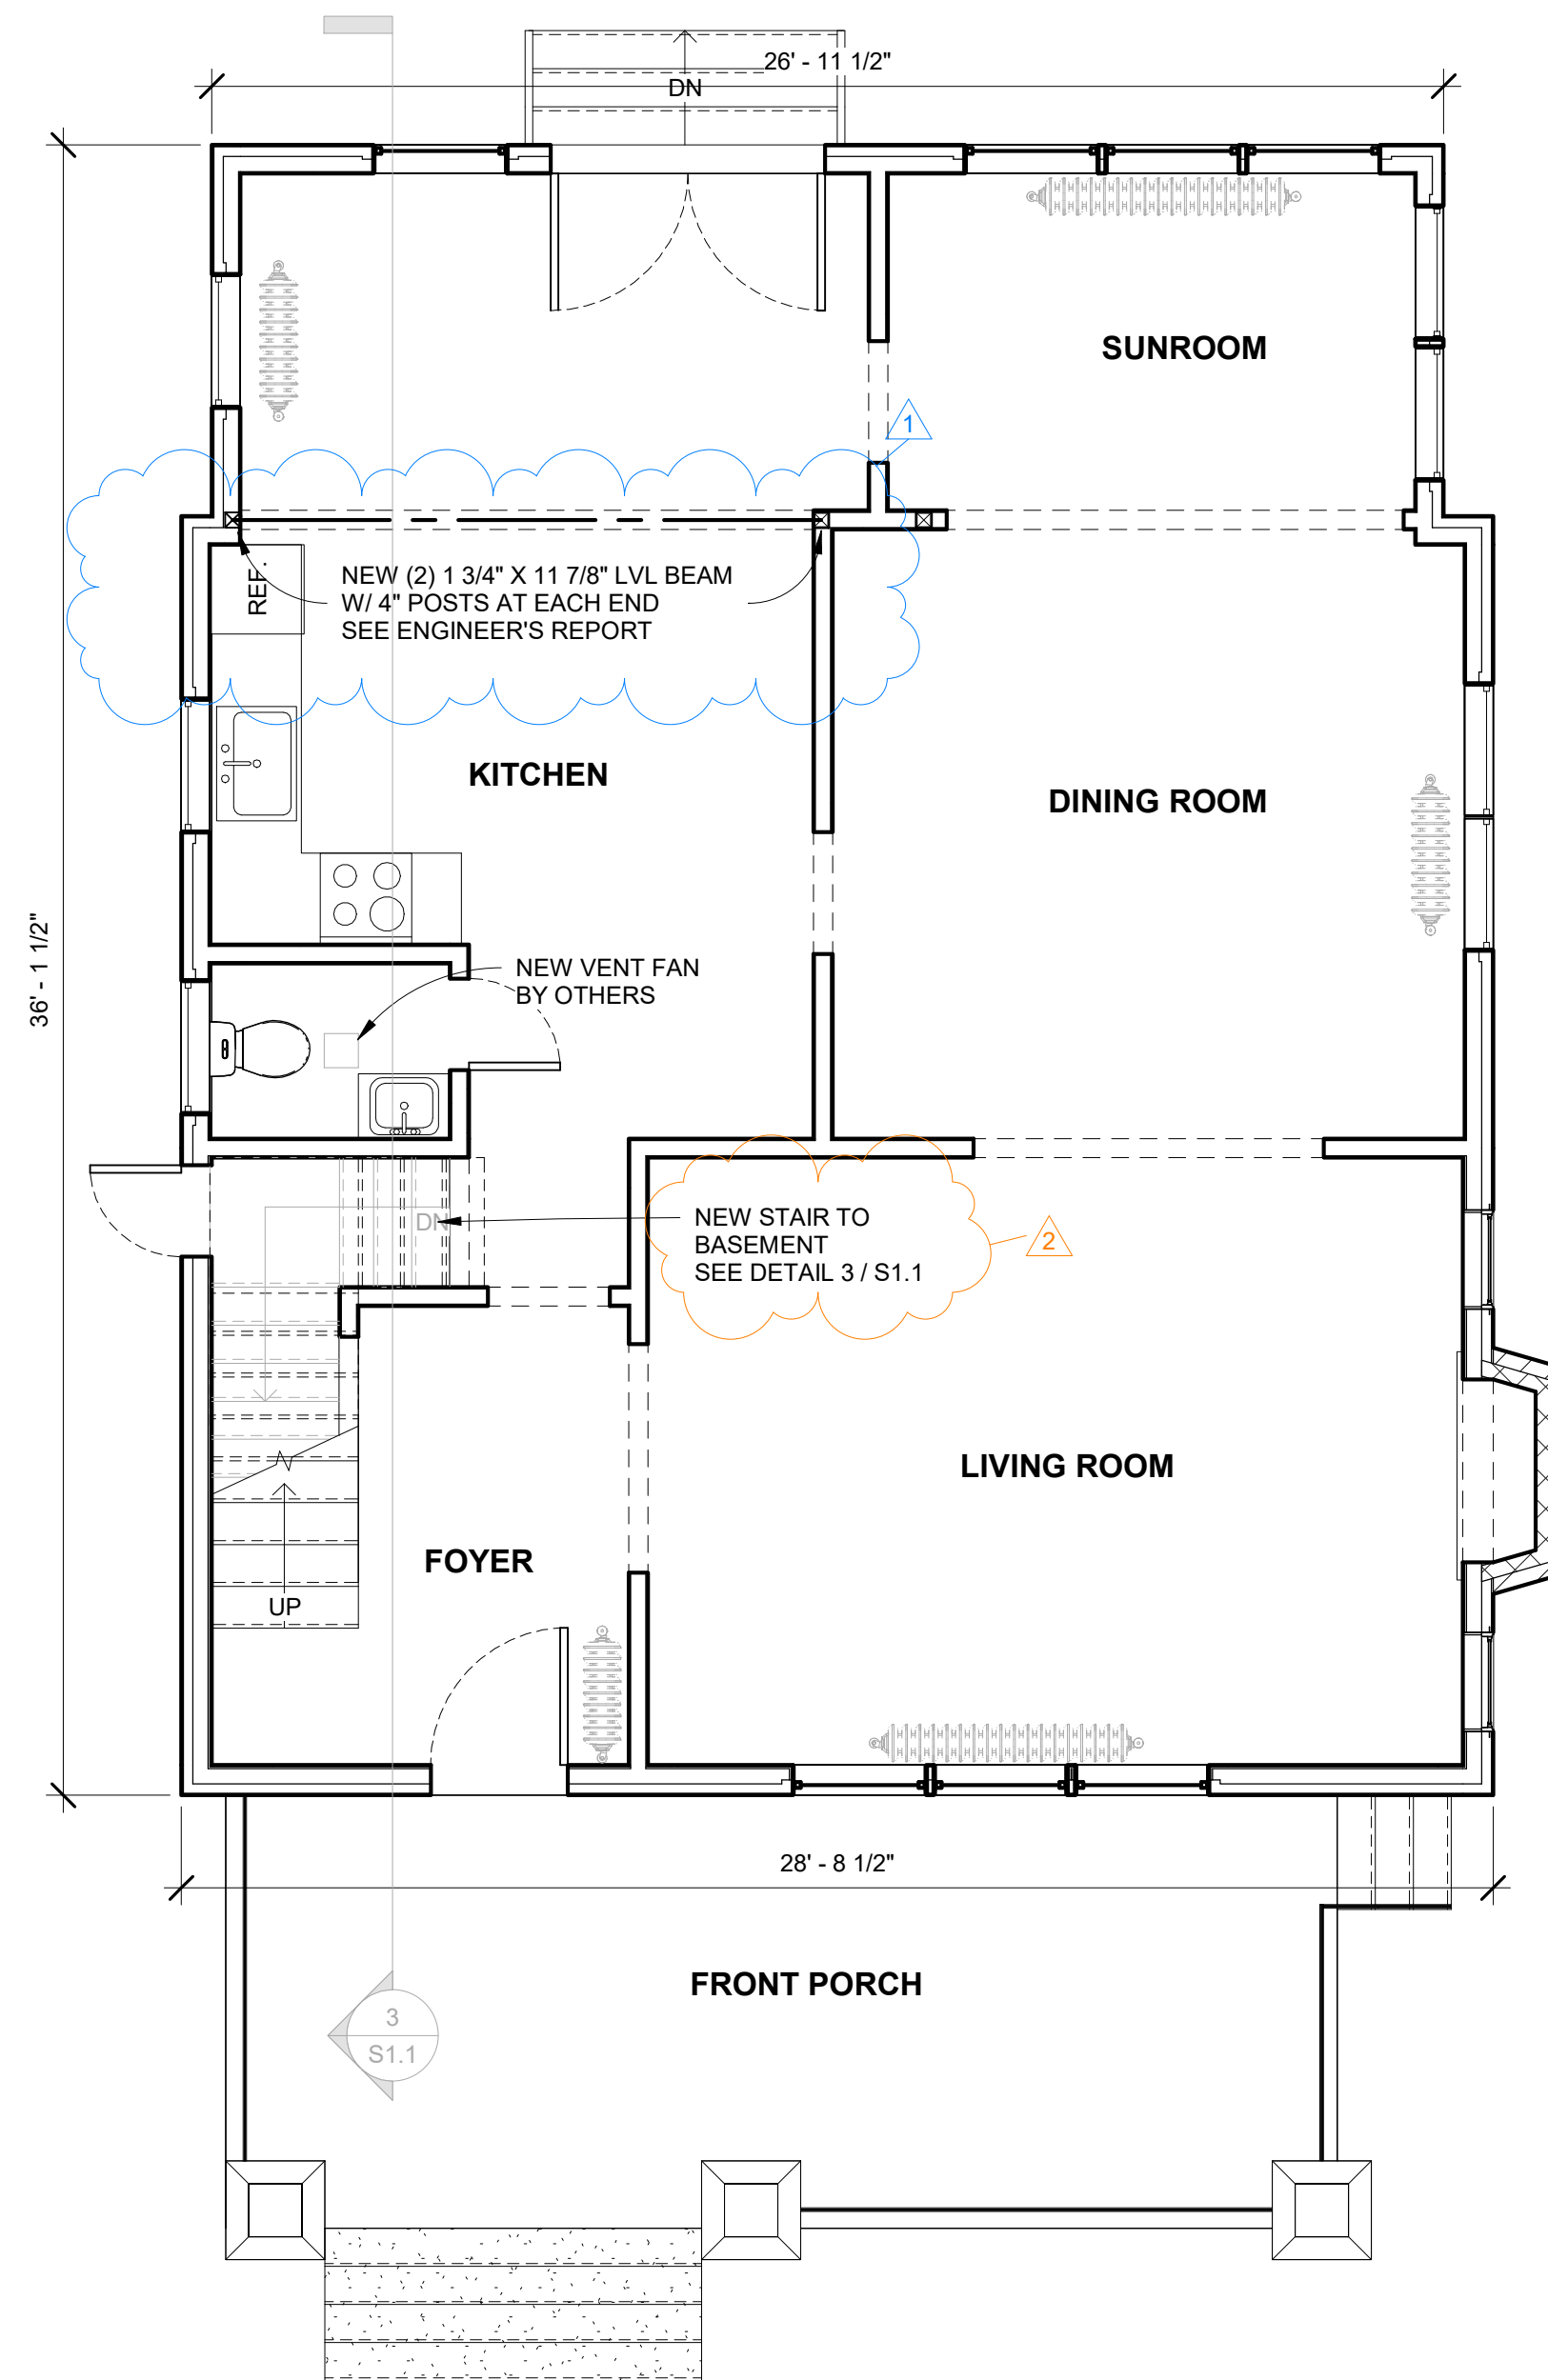 26' - 11 1/2"
DN
SUNROOM
1
REF.
NEW (2) 1 3/4" X 11 7/8" LVL BEAM
W/ 4" POSTS AT EACH END
SEE ENGINEER'S REPORT
KITCHEN
DINING ROOM
36' - 1 1/2"
NEW VENT FAN
BY OTHERS
DN
NEW STAIR TO
BASEMENT
SEE DETAIL 3 / S1.1
2
LIVING ROOM
FOYER
UP
28' - 8 1/2"
FRONT PORCH
3
S1.1